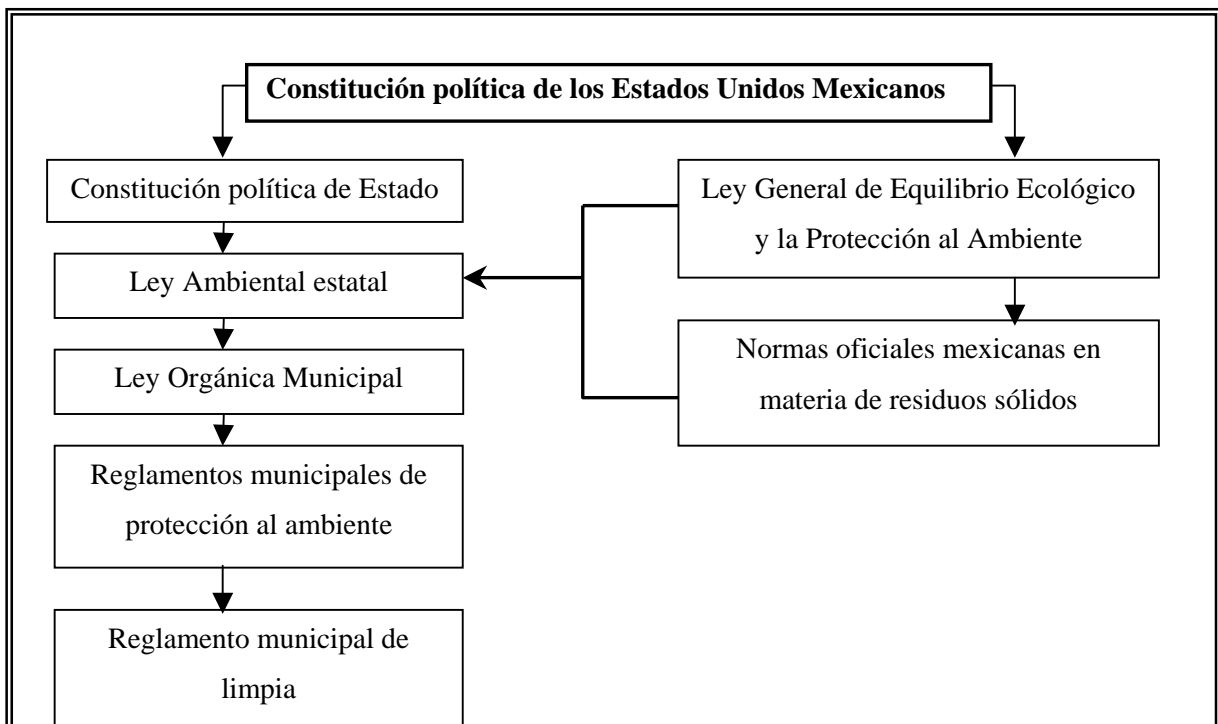 Constitución política de los Estados Unidos Mexicanos
Constitución política de Estado
Ley Ambiental estatal
Ley Orgánica Municipal
Reglamentos municipales de
protección al ambiente
Reglamento municipal de
limpia
Ley General de Equilibrio Ecológico
y la Protección al Ambiente
Normas oficiales mexicanas en
materia de residuos sólidos